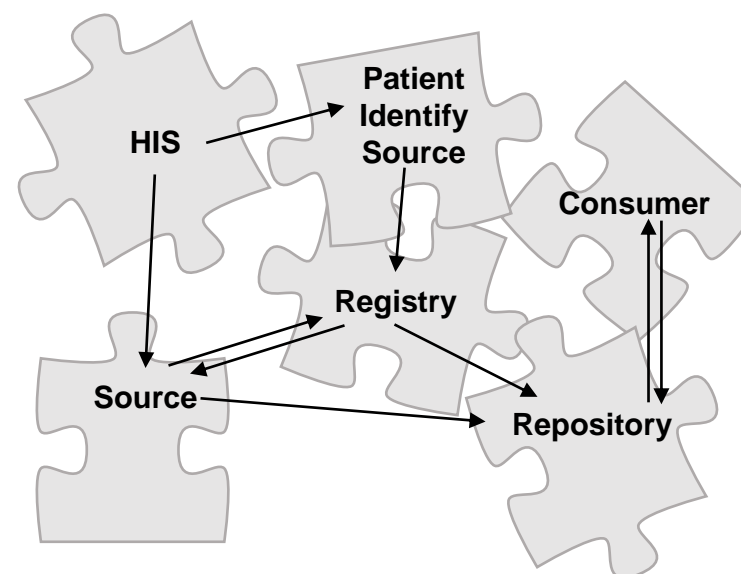 HIS
Patient
Identify
Source
Consumer
Registry
Source
Repository